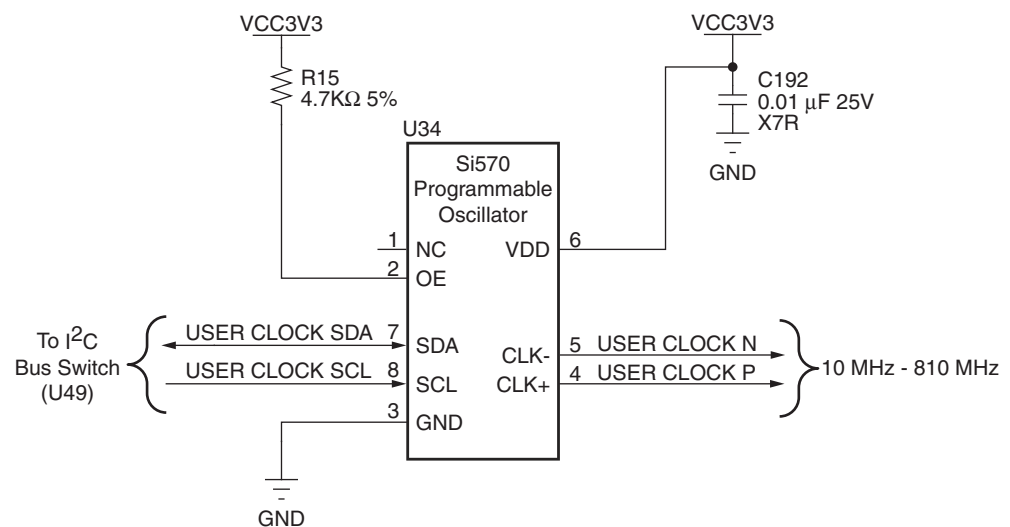 VCC3V3
R15
4.7KΩ 5%
VCC3V3
C192
0.01 μF 25V
X7R
GND
U34
Si570
Programmable
Oscillator
1
NC
2
OE
VDD
6
To I²C
Bus Switch
(U49)
USER CLOCK SDA
7
SDA
USER CLOCK SCL
8
SCL
3
GND
CLK-
5
USER CLOCK N
CLK+
4
USER CLOCK P
10 MHz - 810 MHz
GND